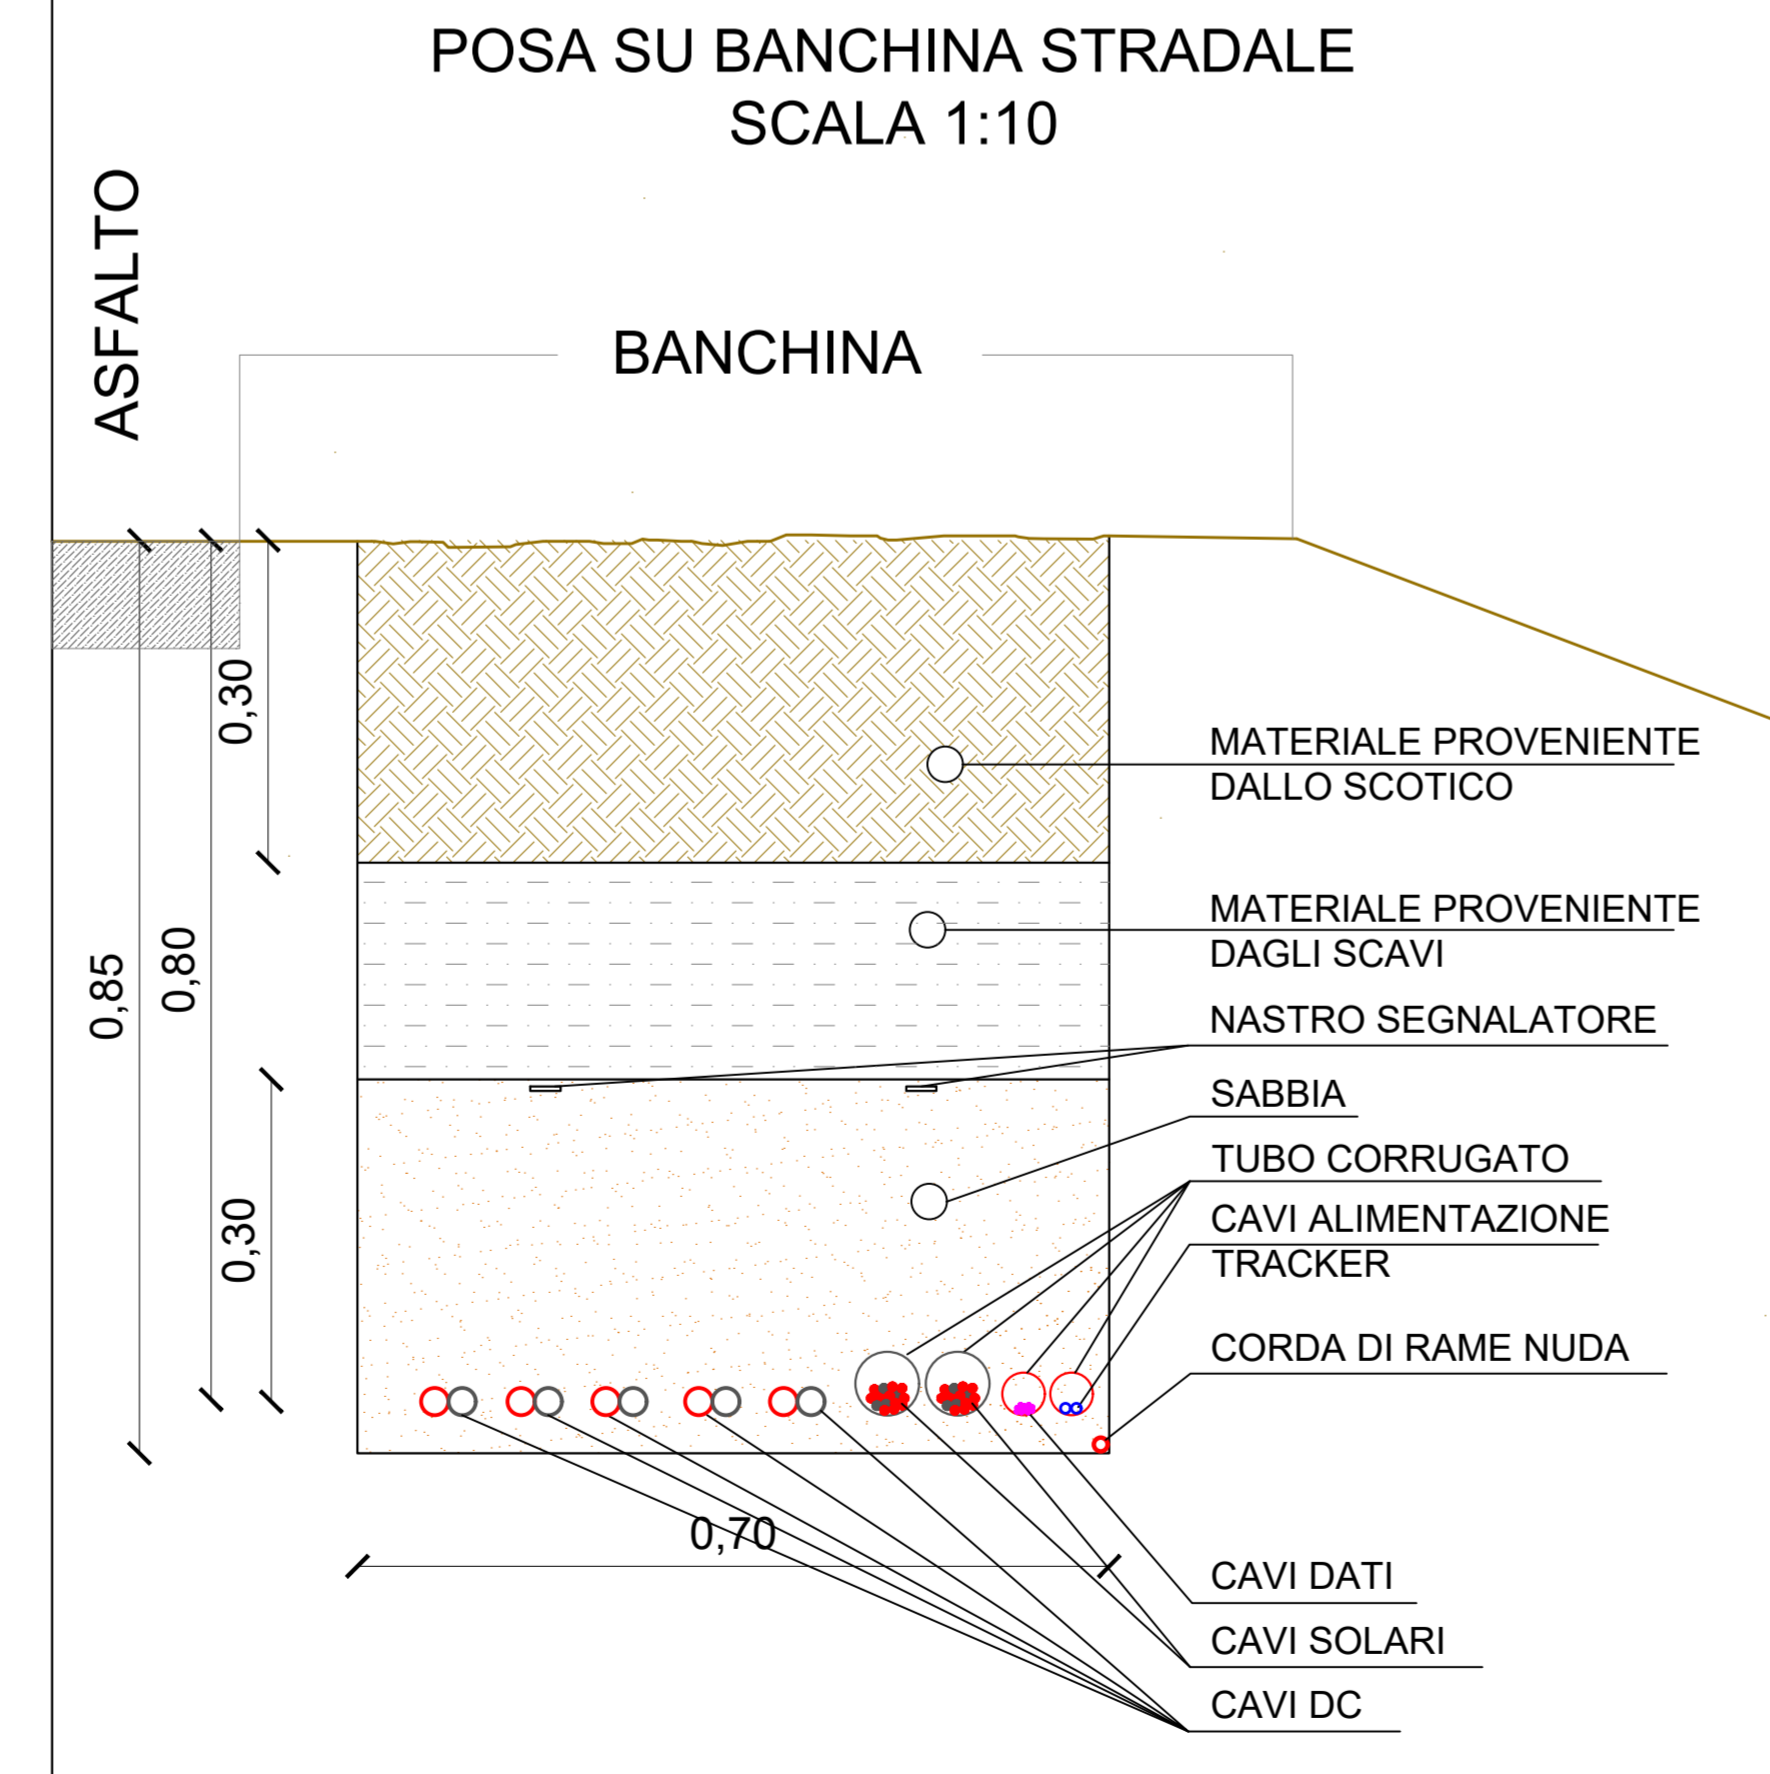 POSA SU BANCHINA STRADALE
SCALA 1:10
ASFALTO
BANCHINA
0,30
MATERIALE PROVENIENTE
DALLO SCOTICO
0,85
0,80
MATERIALE PROVENIENTE
DAGLI SCAVI
NASTRO SEGNALATORE
SABBIA
TUBO CORRUGATO
0,30
CAVI ALIMENTAZIONE
TRACKER
CORDA DI RAME NUDA
0,70
CAVI DATI
CAVI SOLARI
CAVI DC